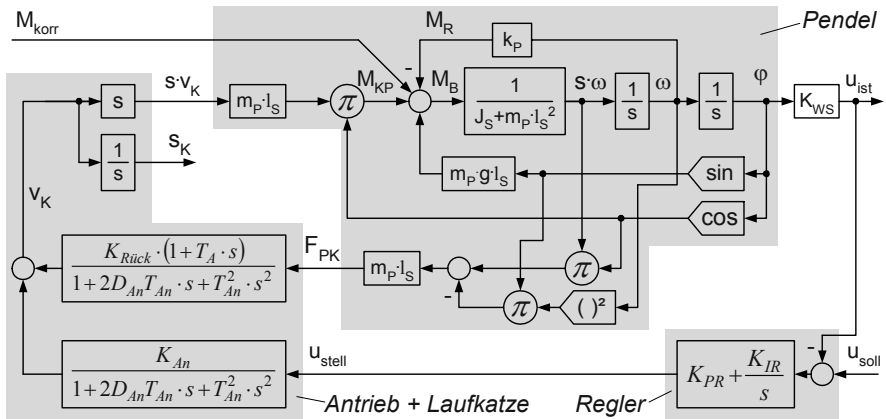 M_korr
Pendel
M_R
-
k_P
s
s·v_K
m_P·l_S
π
M_KP
M_B
1
J_S+m_P·l_S²
s·ω
1
s
ω
1
s
φ
K_WS
u_ist
1
s
s_K
m_P·g·l_S
sin
cos
v_K
K_Rück·(1+T_A·s)
1+2D_An T_An·s+T_An²·s²
F_PK
m_P·l_S
-
π
π
( )²
K_An
1+2D_An T_An·s+T_An²·s²
u_stell
K_PR+
K_IR
s
-
u_soll
Antrieb + Laufkatze
Regler